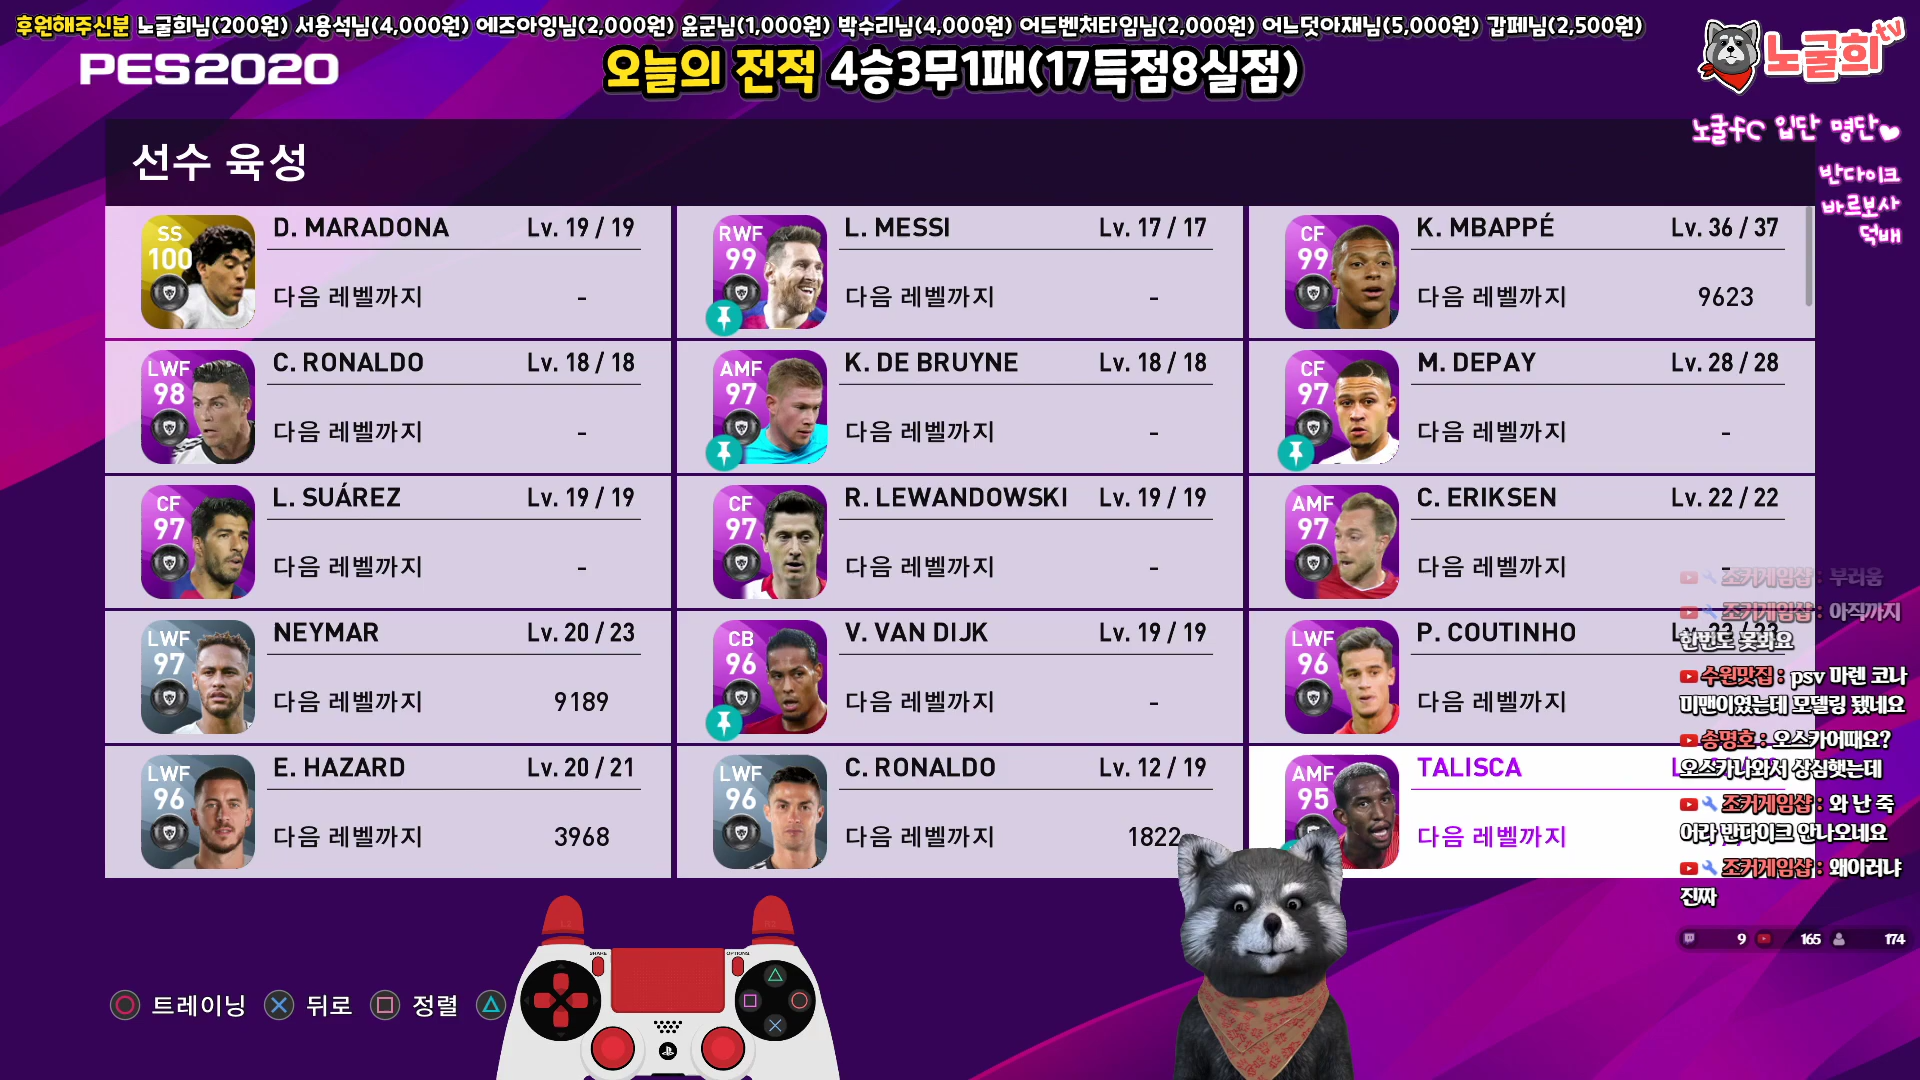 후원해주신분 노굴희님(200원) 서용석님(4,000원) 에즈아잉님(2,000원) 윤군님(1,000원) 박수리님(4,000원) 어드벤처타임님(2,000원) 어느덧아재님(5,000원) 갑페님(2,500원)
PES2020
오늘의 전적 4승3무1패(17득점8실점)
노굴희tv
노굴fc 입단 명단
반다이크
바르보사
덕배
선수 육성
SS 100 D. MARADONA Lv. 19 / 19
다음 레벨까지 -
RWF 99 L. MESSI Lv. 17 / 17
다음 레벨까지 -
CF 99 K. MBAPPÉ Lv. 36 / 37
다음 레벨까지 9623
LWF 98 C. RONALDO Lv. 18 / 18
다음 레벨까지 -
AMF 97 K. DE BRUYNE Lv. 18 / 18
다음 레벨까지 -
CF 97 M. DEPAY Lv. 28 / 28
다음 레벨까지 -
CF 97 L. SUÁREZ Lv. 19 / 19
다음 레벨까지 -
CF 97 R. LEWANDOWSKI Lv. 19 / 19
다음 레벨까지 -
AMF 97 C. ERIKSEN Lv. 22 / 22
다음 레벨까지 -
LWF 97 NEYMAR Lv. 20 / 23
다음 레벨까지 9189
CB 96 V. VAN DIJK Lv. 19 / 19
다음 레벨까지 -
LWF 96 P. COUTINHO
다음 레벨까지
LWF 96 E. HAZARD Lv. 20 / 21
다음 레벨까지 3968
LWF 96 C. RONALDO Lv. 12 / 19
다음 레벨까지 1822
AMF 95 TALISCA
다음 레벨까지
조커게임샵 : 부러움
조커게임샵 : 아직까지
한번도 못봐요
수원맛집 : psv 마렌 코나
미맨이였는데 모델링 됐네요
송명호 : 오스카어때요?
오스카나와서 상심햇는데
조커게임샵 : 와 난 죽
어라 반다이크 안나오네요
조커게임샵 : 왜이러냐
진짜
9 165 174
트레이닝 뒤로 정렬
SHARE OPTIONS